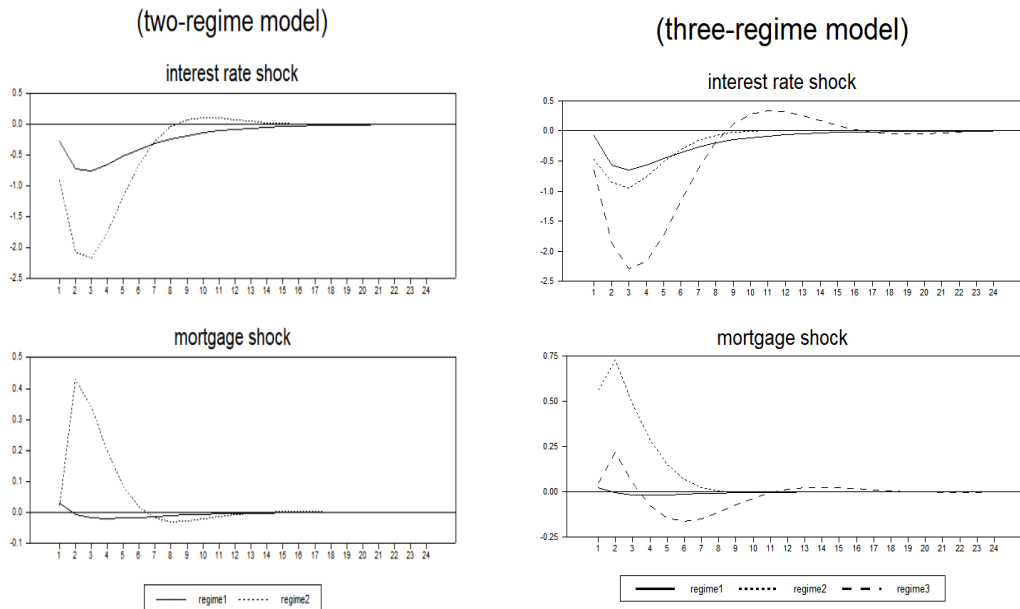 (two-regime model)
interest rate shock
0.5
0.0
-0.5
-1.0
-1.5
-2.0
-2.5
1 2 3 4 5 6 7 8 9 10 11 12 13 14 15 16 17 18 19 20 21 22 23 24
mortgage shock
0.5
0.4
0.3
0.2
0.1
0.0
-0.1
1 2 3 4 5 6 7 8 9 10 11 12 13 14 15 16 17 18 19 20 21 22 23 24
regime1 regime2
(three-regime model)
interest rate shock
0.5
0.0
-0.5
-1.0
-1.5
-2.0
-2.5
1 2 3 4 5 6 7 8 9 10 11 12 13 14 15 16 17 18 19 20 21 22 23 24
mortgage shock
0.75
0.50
0.25
0.00
-0.25
1 2 3 4 5 6 7 8 9 10 11 12 13 14 15 16 17 18 19 20 21 22 23 24
regime1 regime2 regime3